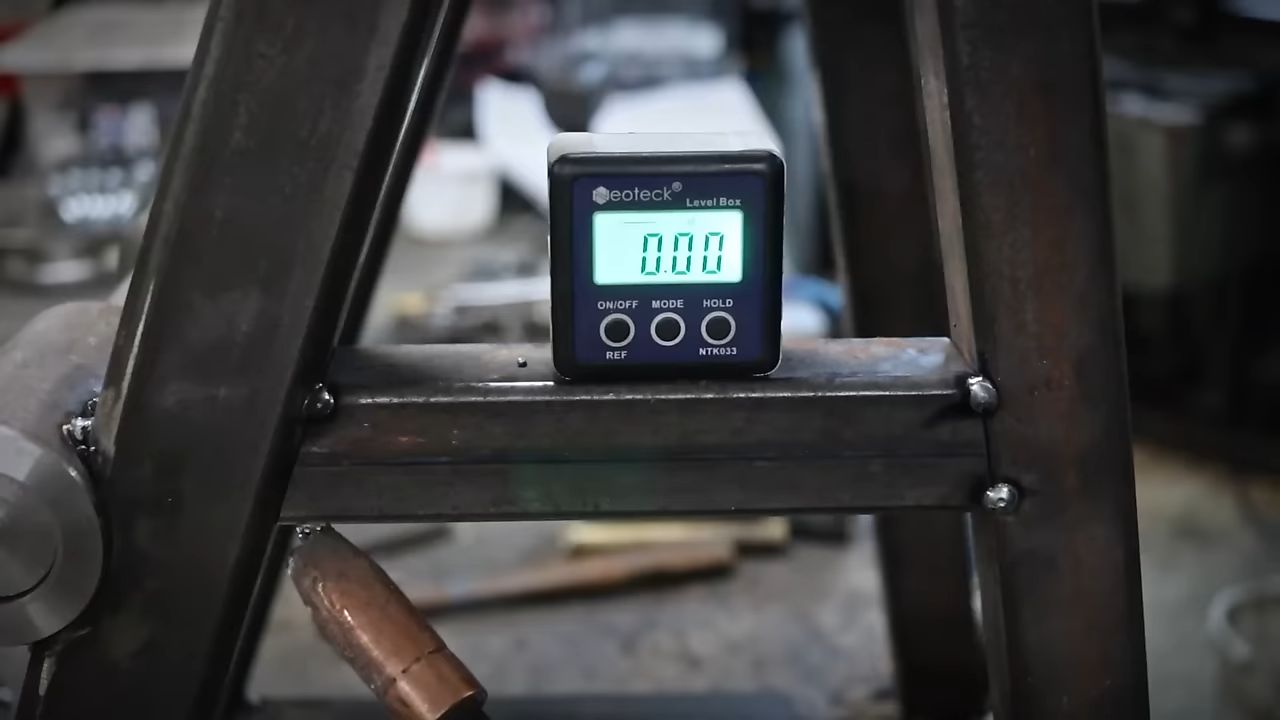 Neoteck®
Level Box
0.00
ON/OFF MODE HOLD
REF NTK033